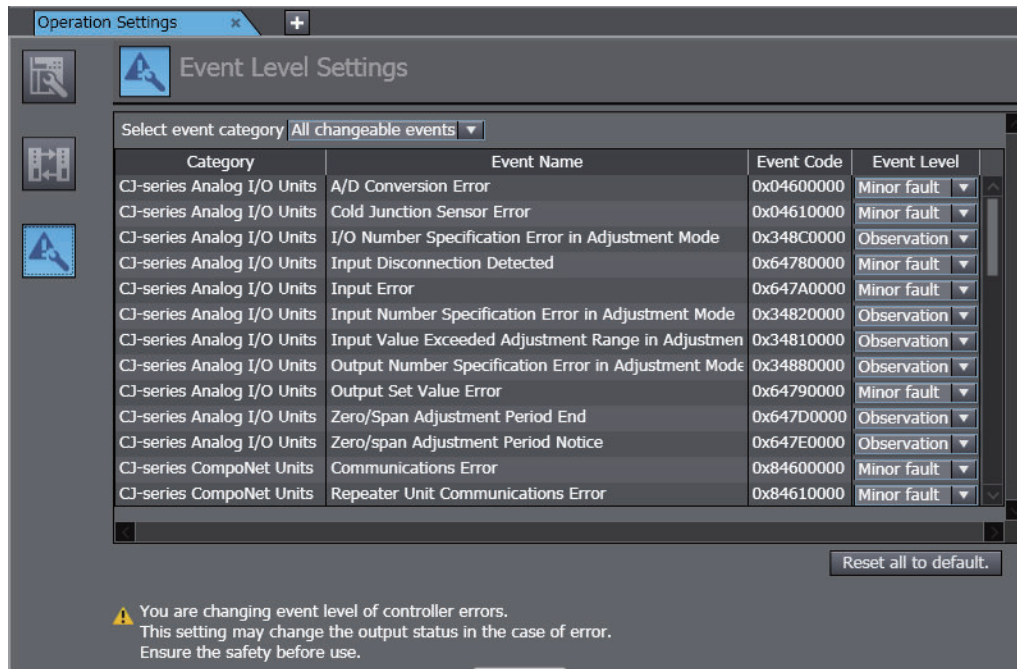 Operation Settings
Event Level Settings
Select event category All changeable events
Category Event Name Event Code Event Level
CJ-series Analog I/O Units A/D Conversion Error 0x04600000 Minor fault
CJ-series Analog I/O Units Cold Junction Sensor Error 0x04610000 Minor fault
CJ-series Analog I/O Units I/O Number Specification Error in Adjustment Mode 0x348C0000 Observation
CJ-series Analog I/O Units Input Disconnection Detected 0x64780000 Minor fault
CJ-series Analog I/O Units Input Error 0x647A0000 Minor fault
CJ-series Analog I/O Units Input Number Specification Error in Adjustment Mode 0x34820000 Observation
CJ-series Analog I/O Units Input Value Exceeded Adjustment Range in Adjustmen 0x34810000 Observation
CJ-series Analog I/O Units Output Number Specification Error in Adjustment Mode 0x34880000 Observation
CJ-series Analog I/O Units Output Set Value Error 0x64790000 Minor fault
CJ-series Analog I/O Units Zero/Span Adjustment Period End 0x647D0000 Observation
CJ-series Analog I/O Units Zero/span Adjustment Period Notice 0x647E0000 Observation
CJ-series CompoNet Units Communications Error 0x84600000 Minor fault
CJ-series CompoNet Units Repeater Unit Communications Error 0x84610000 Minor fault
Reset all to default.
You are changing event level of controller errors.
This setting may change the output status in the case of error.
Ensure the safety before use.